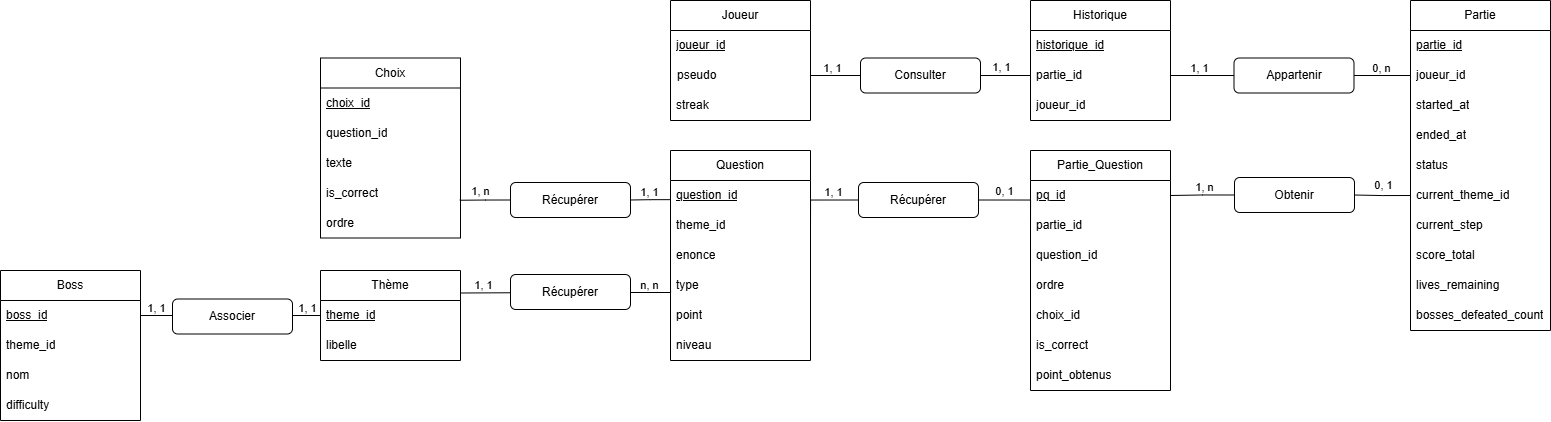 Joueur
joueur_id
pseudo
streak
1, 1
Consulter
1, 1
Historique
historique_id
partie_id
joueur_id
1, 1
Appartenir
0, n
Partie
partie_id
joueur_id
started_at
ended_at
status
current_theme_id
current_step
score_total
lives_remaining
bosses_defeated_count
Choix
choix_id
question_id
texte
is_correct
ordre
1, n
Récupérer
1, 1
Question
question_id
theme_id
enonce
type
point
niveau
1, 1
Récupérer
0, 1
Partie_Question
pq_id
partie_id
question_id
ordre
choix_id
is_correct
point_obtenus
1, n
Obtenir
0, 1
Boss
boss_id
theme_id
nom
difficulty
1, 1
Associer
1, 1
Thème
theme_id
libelle
1, 1
Récupérer
n, n